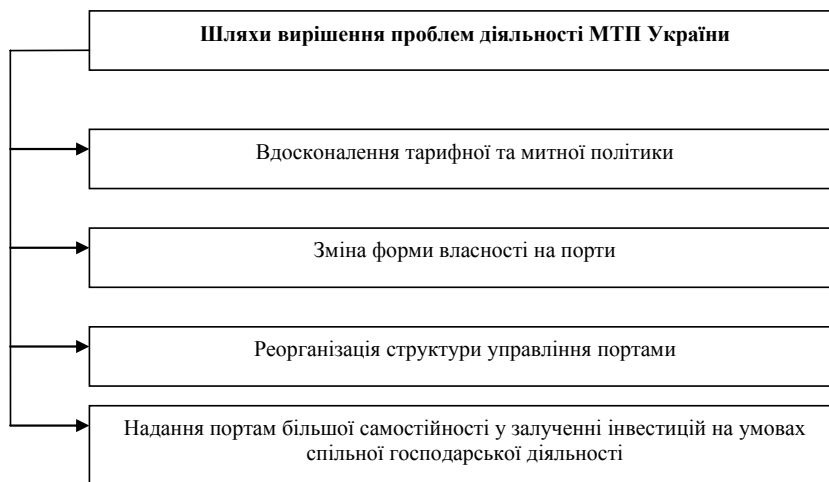 Шляхи вирішення проблем діяльності МТП України
Вдосконалення тарифної та митної політики
Зміна форми власності на порти
Реорганізація структури управління портами
Надання портам більшої самостійності у залученні інвестицій на умовах
спільної господарської діяльності